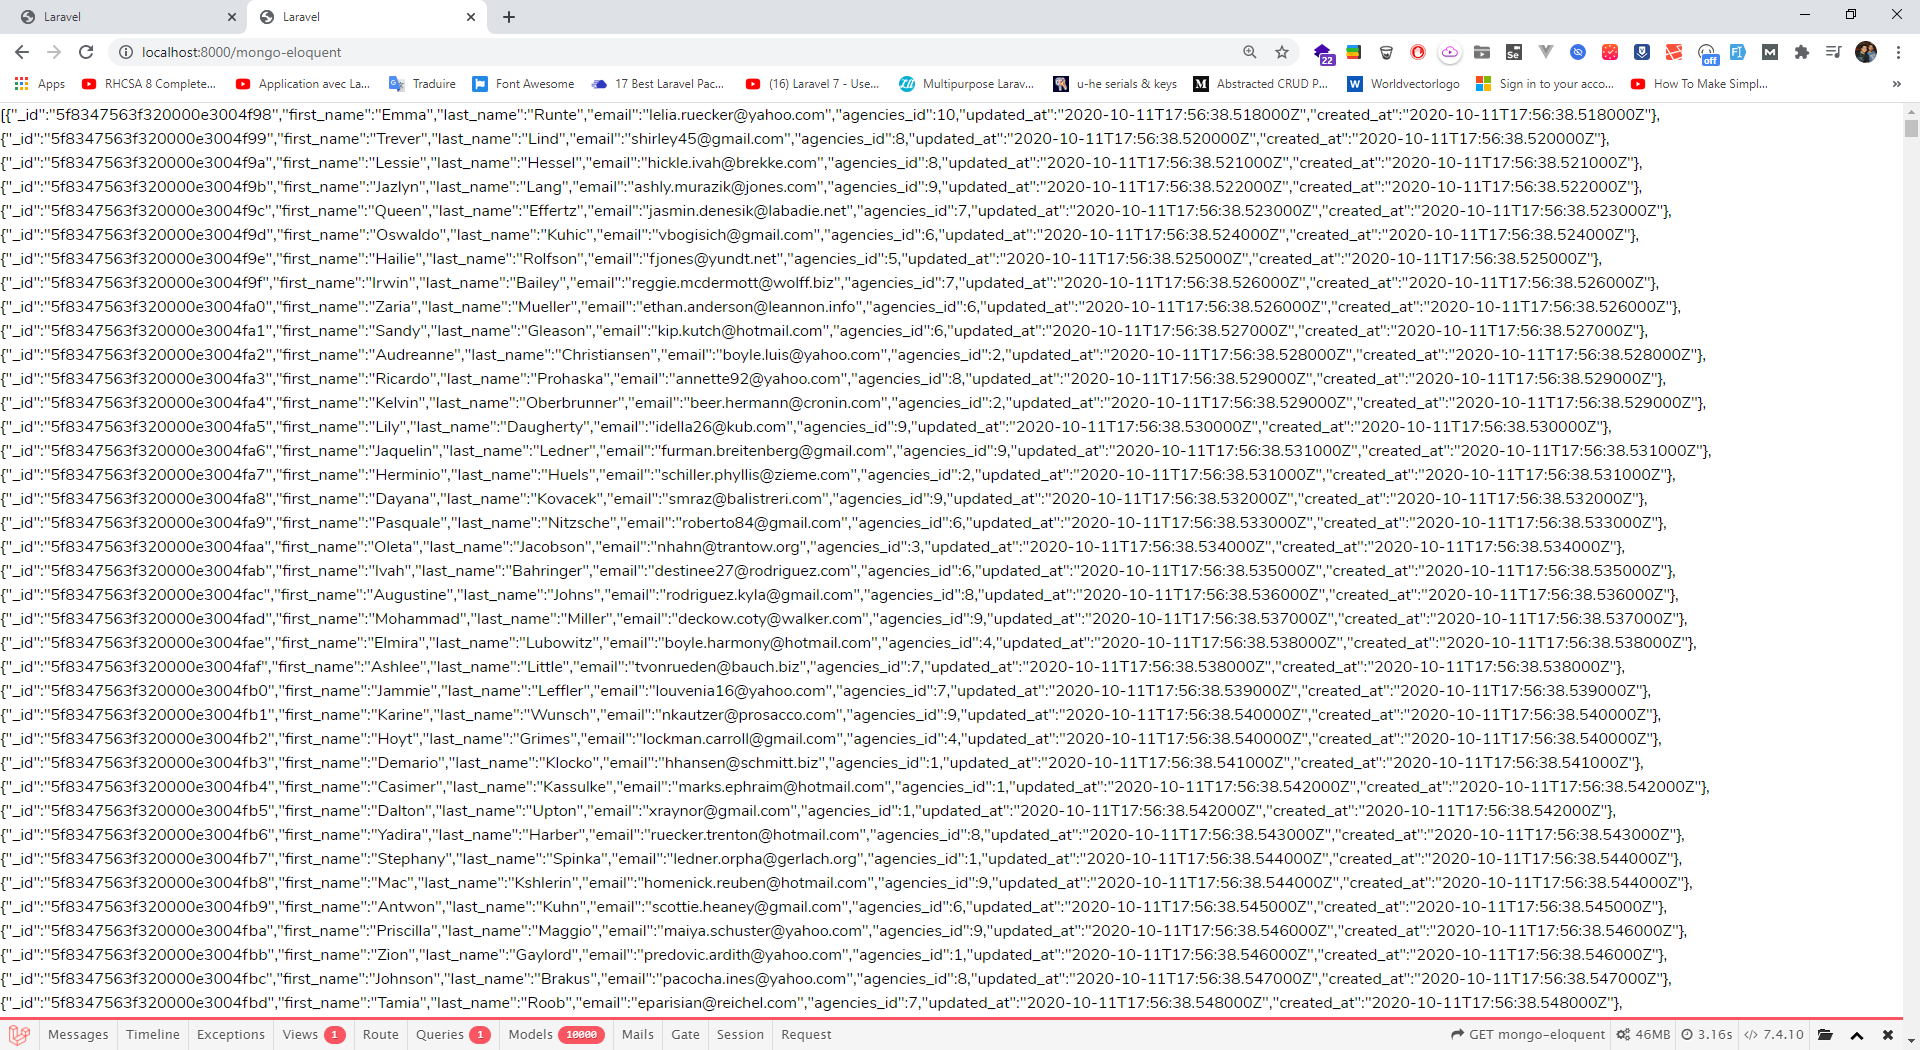 Laravel
Laravel
localhost:8000/mongo-eloquent
22
Se
off
M
Apps
RHCSA 8 Complete...
Application avec La...
Traduire
Font Awesome
17 Best Laravel Pac...
(16) Laravel 7 - Use...
Multipurpose Larav...
u-he serials & keys
Abstracted CRUD P...
Worldvectorlogo
Sign in to your acco...
How To Make Simpl...
»
[{"_id":"5f8347563f320000e3004f98","first_name":"Emma","last_name":"Runte","email":"lelia.ruecker@yahoo.com","agencies_id":10,"updated_at":"2020-10-11T17:56:38.518000Z","created_at":"2020-10-11T17:56:38.518000Z"},
{"_id":"5f8347563f320000e3004f99","first_name":"Trever","last_name":"Lind","email":"shirley45@gmail.com","agencies_id":8,"updated_at":"2020-10-11T17:56:38.520000Z","created_at":"2020-10-11T17:56:38.520000Z"},
{"_id":"5f8347563f320000e3004f9a","first_name":"Lessie","last_name":"Hessel","email":"hickle.ivah@brekke.com","agencies_id":8,"updated_at":"2020-10-11T17:56:38.521000Z","created_at":"2020-10-11T17:56:38.521000Z"},
{"_id":"5f8347563f320000e3004f9b","first_name":"Jazlyn","last_name":"Lang","email":"ashly.murazik@jones.com","agencies_id":9,"updated_at":"2020-10-11T17:56:38.522000Z","created_at":"2020-10-11T17:56:38.522000Z"},
{"_id":"5f8347563f320000e3004f9c","first_name":"Queen","last_name":"Effertz","email":"jasmin.denesik@labadie.net","agencies_id":7,"updated_at":"2020-10-11T17:56:38.523000Z","created_at":"2020-10-11T17:56:38.523000Z"},
{"_id":"5f8347563f320000e3004f9d","first_name":"Oswaldo","last_name":"Kuhic","email":"vbogisich@gmail.com","agencies_id":6,"updated_at":"2020-10-11T17:56:38.524000Z","created_at":"2020-10-11T17:56:38.524000Z"},
{"_id":"5f8347563f320000e3004f9e","first_name":"Hailie","last_name":"Rolfson","email":"fjones@yundt.net","agencies_id":5,"updated_at":"2020-10-11T17:56:38.525000Z","created_at":"2020-10-11T17:56:38.525000Z"},
{"_id":"5f8347563f320000e3004f9f","first_name":"Irwin","last_name":"Bailey","email":"reggie.mcdermott@wolff.biz","agencies_id":7,"updated_at":"2020-10-11T17:56:38.526000Z","created_at":"2020-10-11T17:56:38.526000Z"},
{"_id":"5f8347563f320000e3004fa0","first_name":"Zaria","last_name":"Mueller","email":"ethan.anderson@leannon.info","agencies_id":6,"updated_at":"2020-10-11T17:56:38.526000Z","created_at":"2020-10-11T17:56:38.526000Z"},
{"_id":"5f8347563f320000e3004fa1","first_name":"Sandy","last_name":"Gleason","email":"kip.kutch@hotmail.com","agencies_id":6,"updated_at":"2020-10-11T17:56:38.527000Z","created_at":"2020-10-11T17:56:38.527000Z"},
{"_id":"5f8347563f320000e3004fa2","first_name":"Audreanne","last_name":"Christiansen","email":"boyle.luis@yahoo.com","agencies_id":2,"updated_at":"2020-10-11T17:56:38.528000Z","created_at":"2020-10-11T17:56:38.528000Z"},
{"_id":"5f8347563f320000e3004fa3","first_name":"Ricardo","last_name":"Prohaska","email":"annette92@yahoo.com","agencies_id":8,"updated_at":"2020-10-11T17:56:38.529000Z","created_at":"2020-10-11T17:56:38.529000Z"},
{"_id":"5f8347563f320000e3004fa4","first_name":"Kelvin","last_name":"Oberbrunner","email":"beer.hermann@cronin.com","agencies_id":2,"updated_at":"2020-10-11T17:56:38.529000Z","created_at":"2020-10-11T17:56:38.529000Z"},
{"_id":"5f8347563f320000e3004fa5","first_name":"Lily","last_name":"Daugherty","email":"idella26@kub.com","agencies_id":9,"updated_at":"2020-10-11T17:56:38.530000Z","created_at":"2020-10-11T17:56:38.530000Z"},
{"_id":"5f8347563f320000e3004fa6","first_name":"Jaquelin","last_name":"Ledner","email":"furman.breitenberg@gmail.com","agencies_id":9,"updated_at":"2020-10-11T17:56:38.531000Z","created_at":"2020-10-11T17:56:38.531000Z"},
{"_id":"5f8347563f320000e3004fa7","first_name":"Herminio","last_name":"Huels","email":"schiller.phyllis@zieme.com","agencies_id":2,"updated_at":"2020-10-11T17:56:38.531000Z","created_at":"2020-10-11T17:56:38.531000Z"},
{"_id":"5f8347563f320000e3004fa8","first_name":"Dayana","last_name":"Kovacek","email":"smraz@balistreri.com","agencies_id":9,"updated_at":"2020-10-11T17:56:38.532000Z","created_at":"2020-10-11T17:56:38.532000Z"},
{"_id":"5f8347563f320000e3004fa9","first_name":"Pasquale","last_name":"Nitzsche","email":"roberto84@gmail.com","agencies_id":6,"updated_at":"2020-10-11T17:56:38.533000Z","created_at":"2020-10-11T17:56:38.533000Z"},
{"_id":"5f8347563f320000e3004faa","first_name":"Oleta","last_name":"Jacobson","email":"nhahn@trantow.org","agencies_id":3,"updated_at":"2020-10-11T17:56:38.534000Z","created_at":"2020-10-11T17:56:38.534000Z"},
{"_id":"5f8347563f320000e3004fab","first_name":"Ivah","last_name":"Bahringer","email":"destinee27@rodriguez.com","agencies_id":6,"updated_at":"2020-10-11T17:56:38.535000Z","created_at":"2020-10-11T17:56:38.535000Z"},
{"_id":"5f8347563f320000e3004fac","first_name":"Augustine","last_name":"Johns","email":"rodriguez.kyla@gmail.com","agencies_id":8,"updated_at":"2020-10-11T17:56:38.536000Z","created_at":"2020-10-11T17:56:38.536000Z"},
{"_id":"5f8347563f320000e3004fad","first_name":"Mohammad","last_name":"Miller","email":"deckow.coty@walker.com","agencies_id":9,"updated_at":"2020-10-11T17:56:38.537000Z","created_at":"2020-10-11T17:56:38.537000Z"},
{"_id":"5f8347563f320000e3004fae","first_name":"Elmira","last_name":"Lubowitz","email":"boyle.harmony@hotmail.com","agencies_id":4,"updated_at":"2020-10-11T17:56:38.538000Z","created_at":"2020-10-11T17:56:38.538000Z"},
{"_id":"5f8347563f320000e3004faf","first_name":"Ashlee","last_name":"Little","email":"tvonrueden@bauch.biz","agencies_id":7,"updated_at":"2020-10-11T17:56:38.538000Z","created_at":"2020-10-11T17:56:38.538000Z"},
{"_id":"5f8347563f320000e3004fb0","first_name":"Jammie","last_name":"Leffler","email":"louvenia16@yahoo.com","agencies_id":7,"updated_at":"2020-10-11T17:56:38.539000Z","created_at":"2020-10-11T17:56:38.539000Z"},
{"_id":"5f8347563f320000e3004fb1","first_name":"Karine","last_name":"Wunsch","email":"nkautzer@prosacco.com","agencies_id":9,"updated_at":"2020-10-11T17:56:38.540000Z","created_at":"2020-10-11T17:56:38.540000Z"},
{"_id":"5f8347563f320000e3004fb2","first_name":"Hoyt","last_name":"Grimes","email":"lockman.carroll@gmail.com","agencies_id":4,"updated_at":"2020-10-11T17:56:38.540000Z","created_at":"2020-10-11T17:56:38.540000Z"},
{"_id":"5f8347563f320000e3004fb3","first_name":"Demario","last_name":"Klocko","email":"hhansen@schmitt.biz","agencies_id":1,"updated_at":"2020-10-11T17:56:38.541000Z","created_at":"2020-10-11T17:56:38.541000Z"},
{"_id":"5f8347563f320000e3004fb4","first_name":"Casimer","last_name":"Kassulke","email":"marks.ephraim@hotmail.com","agencies_id":1,"updated_at":"2020-10-11T17:56:38.542000Z","created_at":"2020-10-11T17:56:38.542000Z"},
{"_id":"5f8347563f320000e3004fb5","first_name":"Dalton","last_name":"Upton","email":"xraynor@gmail.com","agencies_id":1,"updated_at":"2020-10-11T17:56:38.542000Z","created_at":"2020-10-11T17:56:38.542000Z"},
{"_id":"5f8347563f320000e3004fb6","first_name":"Yadira","last_name":"Harber","email":"ruecker.trenton@hotmail.com","agencies_id":8,"updated_at":"2020-10-11T17:56:38.543000Z","created_at":"2020-10-11T17:56:38.543000Z"},
{"_id":"5f8347563f320000e3004fb7","first_name":"Stephany","last_name":"Spinka","email":"ledner.orpha@gerlach.org","agencies_id":1,"updated_at":"2020-10-11T17:56:38.544000Z","created_at":"2020-10-11T17:56:38.544000Z"},
{"_id":"5f8347563f320000e3004fb8","first_name":"Mac","last_name":"Kshlerin","email":"homenick.reuben@hotmail.com","agencies_id":9,"updated_at":"2020-10-11T17:56:38.544000Z","created_at":"2020-10-11T17:56:38.544000Z"},
{"_id":"5f8347563f320000e3004fb9","first_name":"Antwon","last_name":"Kuhn","email":"scottie.heaney@gmail.com","agencies_id":6,"updated_at":"2020-10-11T17:56:38.545000Z","created_at":"2020-10-11T17:56:38.545000Z"},
{"_id":"5f8347563f320000e3004fba","first_name":"Priscilla","last_name":"Maggio","email":"maiya.schuster@yahoo.com","agencies_id":9,"updated_at":"2020-10-11T17:56:38.546000Z","created_at":"2020-10-11T17:56:38.546000Z"},
{"_id":"5f8347563f320000e3004fbb","first_name":"Zion","last_name":"Gaylord","email":"predovic.ardith@yahoo.com","agencies_id":1,"updated_at":"2020-10-11T17:56:38.546000Z","created_at":"2020-10-11T17:56:38.546000Z"},
{"_id":"5f8347563f320000e3004fbc","first_name":"Johnson","last_name":"Brakus","email":"pacocha.ines@yahoo.com","agencies_id":8,"updated_at":"2020-10-11T17:56:38.547000Z","created_at":"2020-10-11T17:56:38.547000Z"},
{"_id":"5f8347563f320000e3004fbd","first_name":"Tamia","last_name":"Roob","email":"eparisian@reichel.com","agencies_id":7,"updated_at":"2020-10-11T17:56:38.548000Z","created_at":"2020-10-11T17:56:38.548000Z"},
Messages Timeline Exceptions Views 1 Route Queries 1 Models 10000 Mails Gate Session Request GET mongo-eloquent 46MB 3.16s 7.4.10